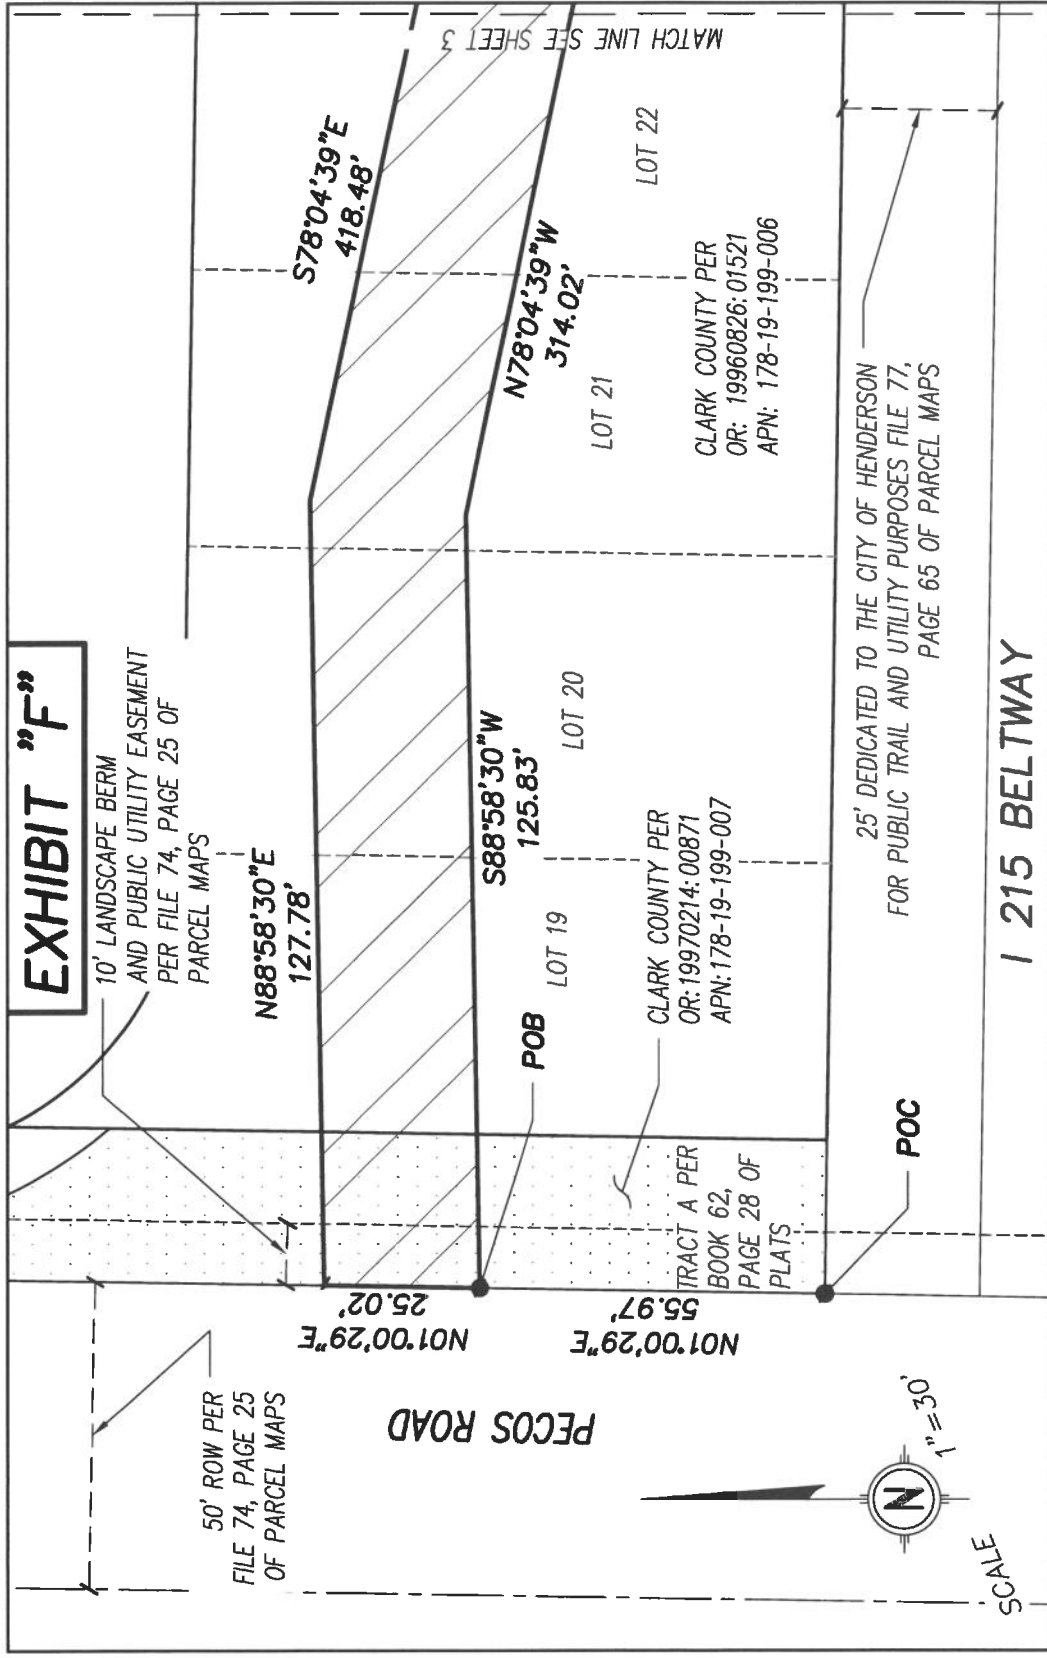 EXHIBIT "F"
10' LANDSCAPE BERM
AND PUBLIC UTILITY EASEMENT
PER FILE 74, PAGE 25 OF
PARCEL MAPS
50' ROW PER
FILE 74, PAGE 25
OF PARCEL MAPS
N88°58'30"E
127.78'
S78°04'39"E
418.48'
MATCH LINE SEE SHEET 3
N01°00'29"E
25.02'
S88°58'30"W
125.83'
N78°04'39"W
314.02'
POB
LOT 19
LOT 20
LOT 21
LOT 22
PECOS ROAD
N01°00'29"E
55.97'
CLARK COUNTY PER
OR:19970214:00871
APN:178-19-199-007
CLARK COUNTY PER
OR: 19960826:01521
APN: 178-19-199-006
TRACT A PER
BOOK 62,
PAGE 28 OF
PLATS
POC
25' DEDICATED TO THE CITY OF HENDERSON
FOR PUBLIC TRAIL AND UTILITY PURPOSES FILE 77,
PAGE 65 OF PARCEL MAPS
N
SCALE
1"=30'
I 215 BELTWAY